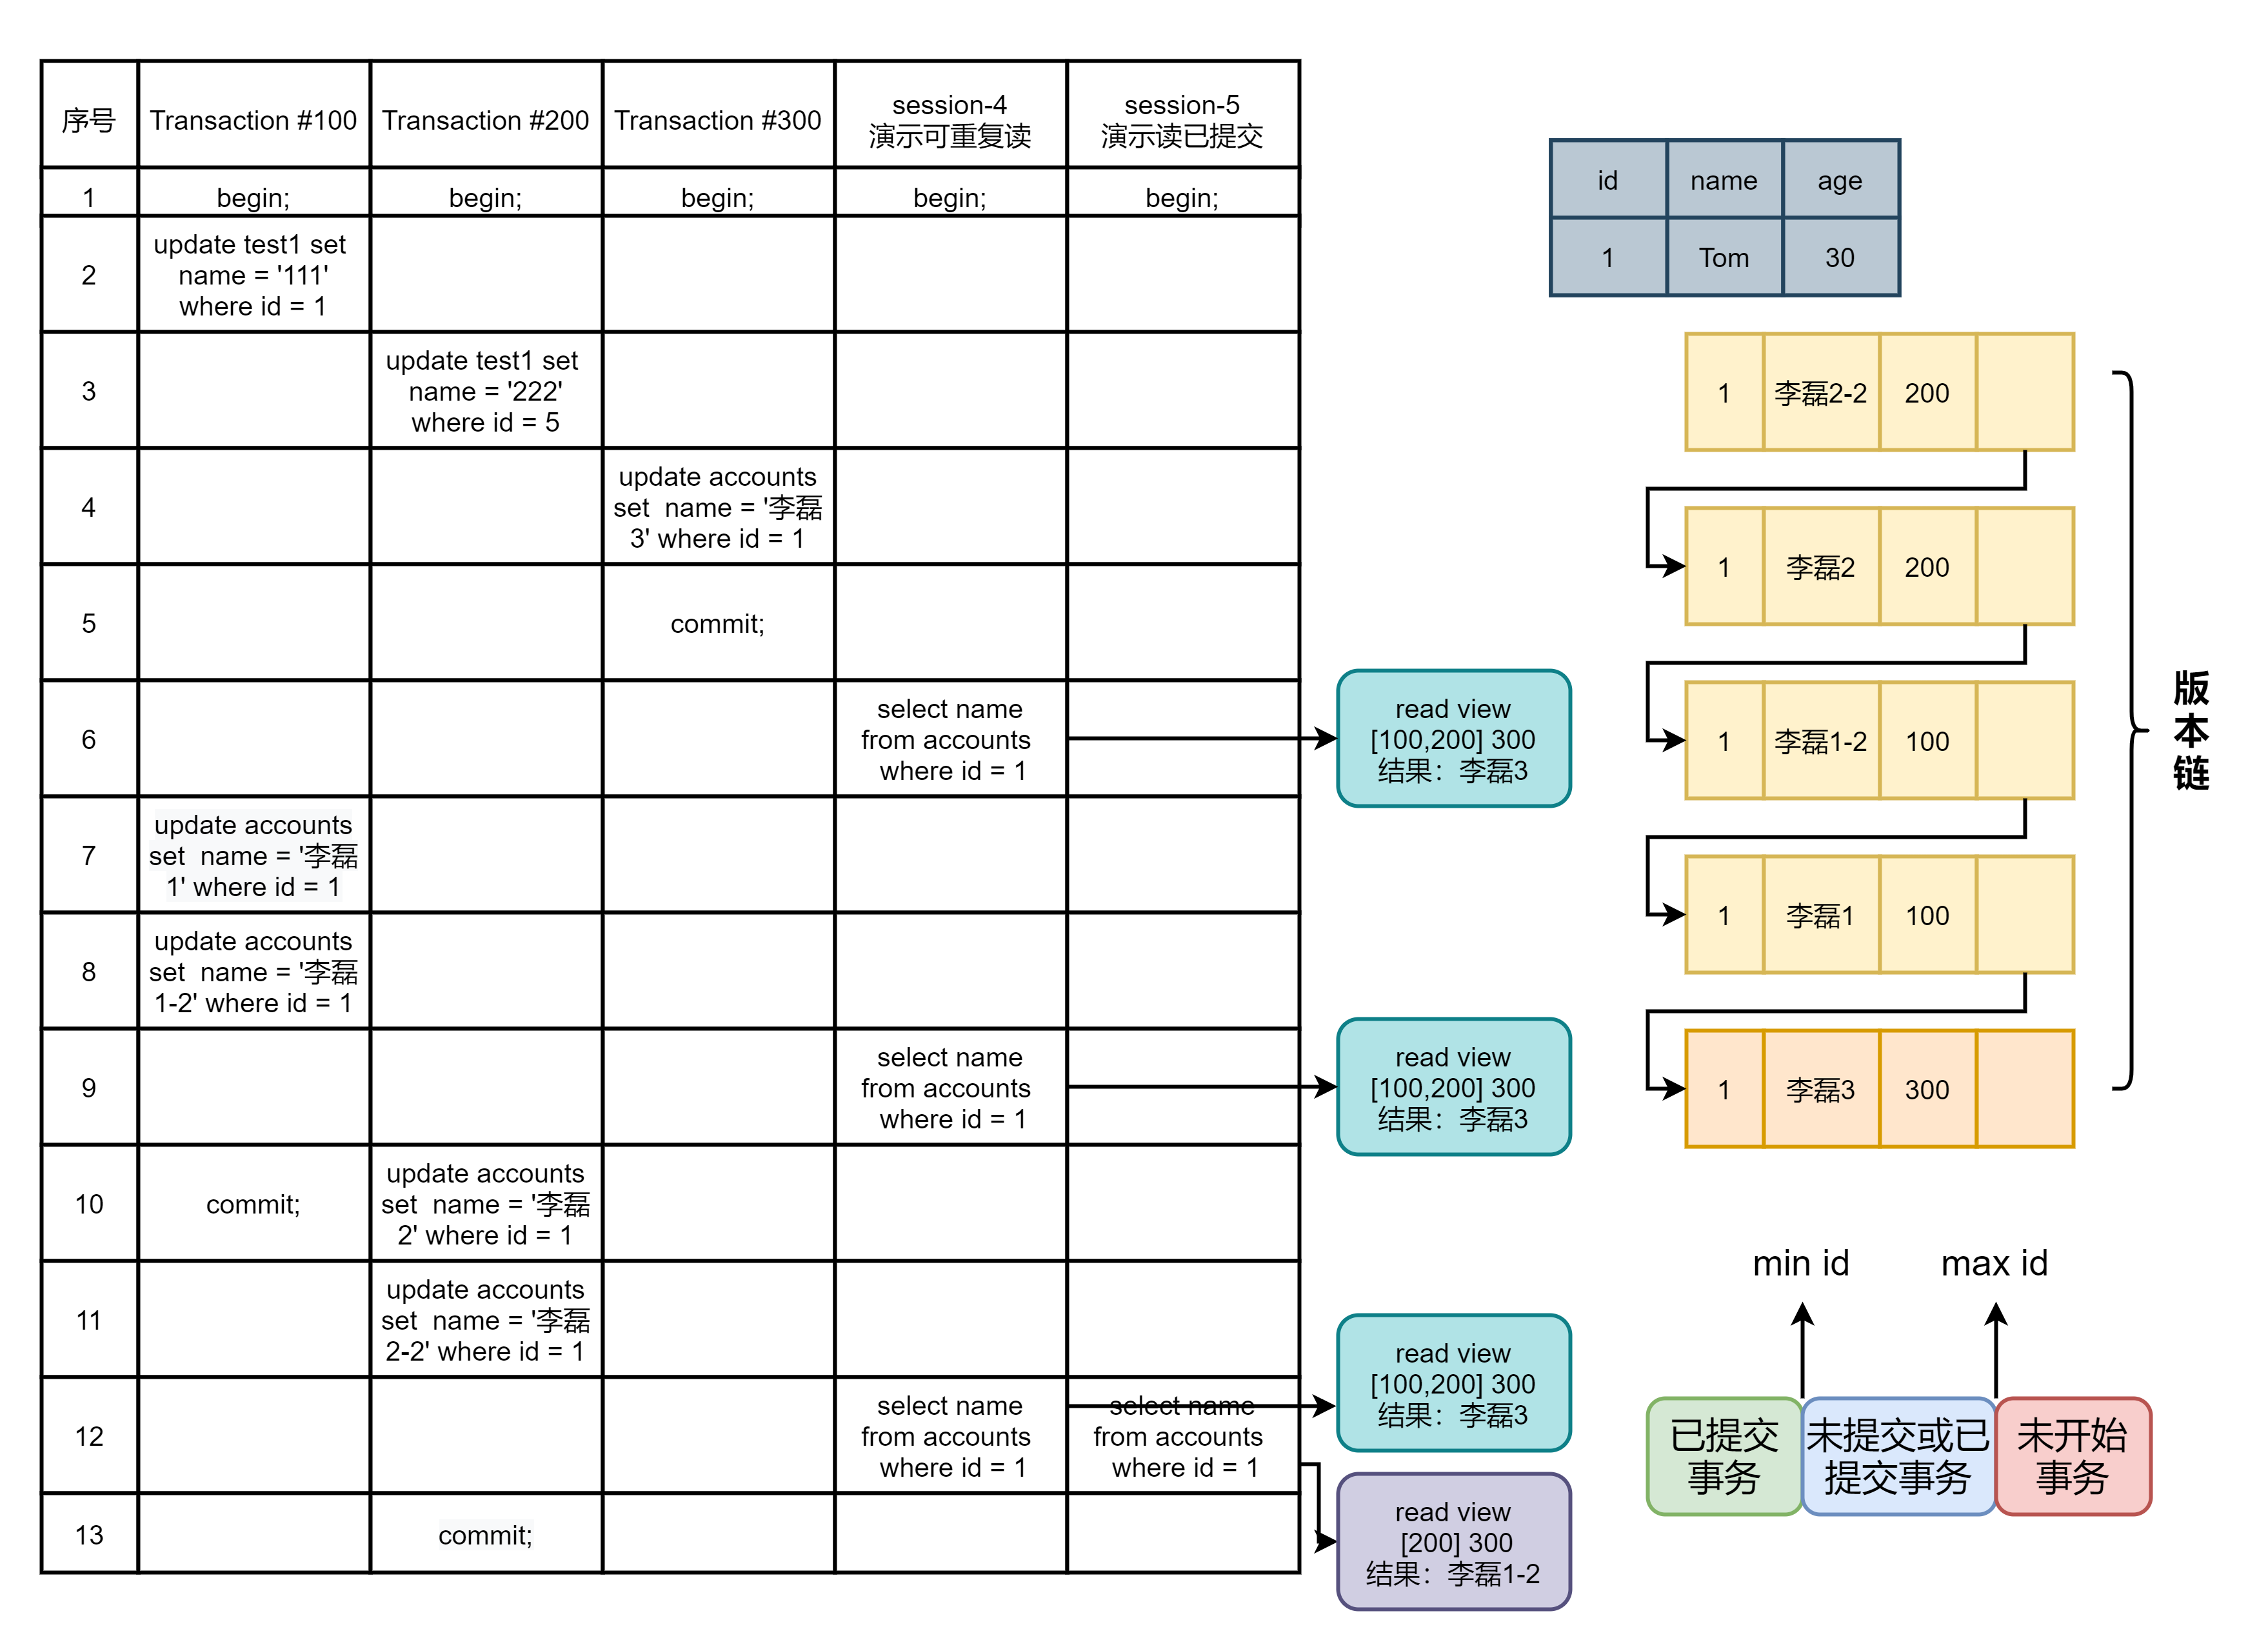 序号
Transaction #100
Transaction #200
Transaction #300
session-4
演示可重复读
session-5
演示读已提交
1
begin;
begin;
begin;
begin;
begin;
2
update test1 set
name = '111'
where id = 1
3
update test1 set
name = '222'
where id = 5
4
update accounts
set name = '李磊
3' where id = 1
5
commit;
6
select name
from accounts
where id = 1
read view
[100,200] 300
结果：李磊3
7
update accounts
set name = '李磊
1' where id = 1
8
update accounts
set name = '李磊
1-2' where id = 1
9
select name
from accounts
where id = 1
read view
[100,200] 300
结果：李磊3
10
commit;
update accounts
set name = '李磊
2' where id = 1
11
update accounts
set name = '李磊
2-2' where id = 1
12
select name
from accounts
where id = 1
select name
from accounts
where id = 1
read view
[100,200] 300
结果：李磊3
read view
[200] 300
结果：李磊1-2
13
commit;
id
name
age
1
Tom
30
1
李磊2-2
200
1
李磊2
200
1
李磊1-2
100
1
李磊1
100
1
李磊3
300
版
本
链
min id
max id
已提交
事务
未提交或已
提交事务
未开始
事务